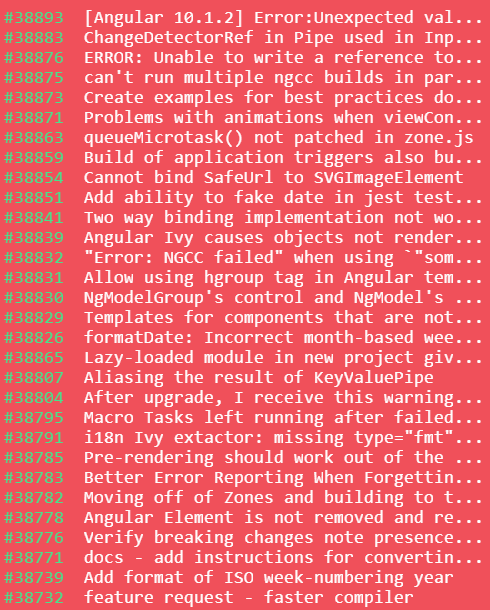 #38893 [Angular 10.1.2] Error:Unexpected val...
#38883 ChangeDetectorRef in Pipe used in Inp...
#38876 ERROR: Unable to write a reference to...
#38875 can't run multiple ngcc builds in par...
#38873 Create examples for best practices do...
#38871 Problems with animations when viewCon...
#38863 queueMicrotask() not patched in zone.js
#38859 Build of application triggers also bu...
#38854 Cannot bind SafeUrl to SVGImageElement
#38851 Add ability to fake date in jest test...
#38841 Two way binding implementation not wo...
#38839 Angular Ivy causes objects not render...
#38832 "Error: NGCC failed" when using `"som...
#38831 Allow using hgroup tag in Angular tem...
#38830 NgModelGroup's control and NgModel's ...
#38829 Templates for components that are not...
#38826 formatDate: Incorrect month-based wee...
#38865 Lazy-loaded module in new project giv...
#38807 Aliasing the result of KeyValuePipe
#38804 After upgrade, I receive this warning...
#38795 Macro Tasks left running after failed...
#38791 i18n Ivy extactor: missing type="fmt"...
#38785 Pre-rendering should work out of the ...
#38783 Better Error Reporting When Forgettin...
#38782 Moving off of Zones and building to t...
#38778 Angular Element is not removed and re...
#38776 Verify breaking changes note presence...
#38771 docs - add instructions for convertin...
#38739 Add format of ISO week-numbering year
#38732 feature request - faster compiler